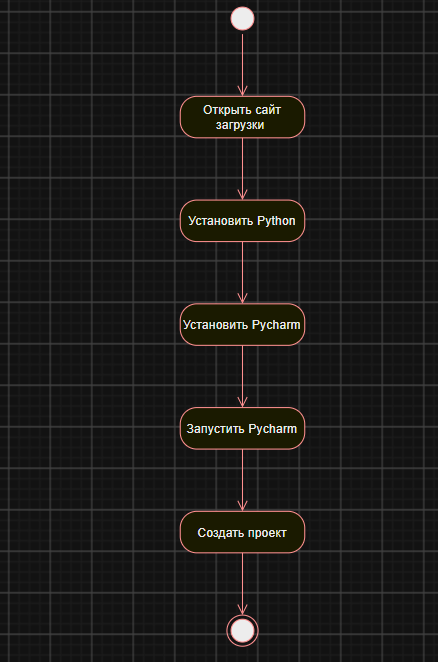 Открыть сайт
загрузки
Установить Python
Установить Pycharm
Запустить Pycharm
Создать проект